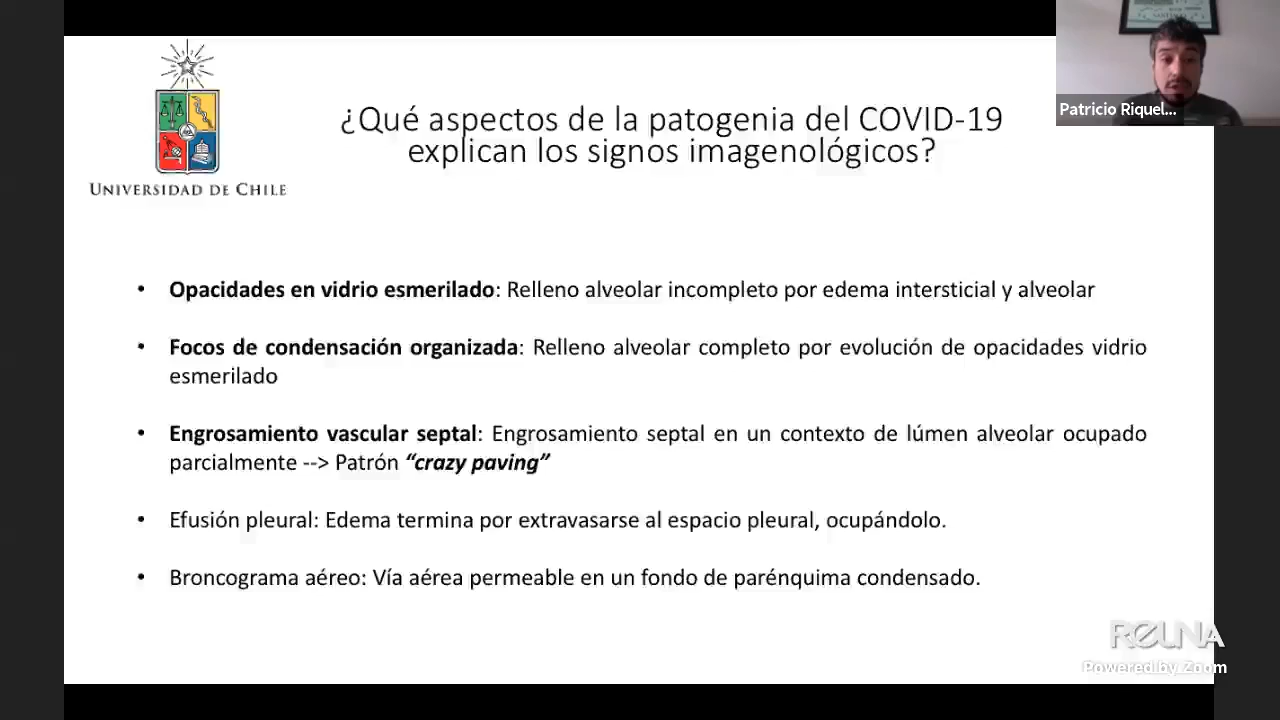 Patricio Riquel...
¿Qué aspectos de la patogenia del COVID-19
explican los signos imagenológicos?
UNIVERSIDAD DE CHILE
• Opacidades en vidrio esmerilado: Relleno alveolar incompleto por edema intersticial y alveolar
• Focos de condensación organizada: Relleno alveolar completo por evolución de opacidades vidrio
esmerilado
• Engrosamiento vascular septal: Engrosamiento septal en un contexto de lúmen alveolar ocupado
parcialmente --> Patrón “crazy paving”
• Efusión pleural: Edema termina por extravasarse al espacio pleural, ocupándolo.
• Broncograma aéreo: Vía aérea permeable en un fondo de parénquima condensado.
REUNA
Powered by Zoom